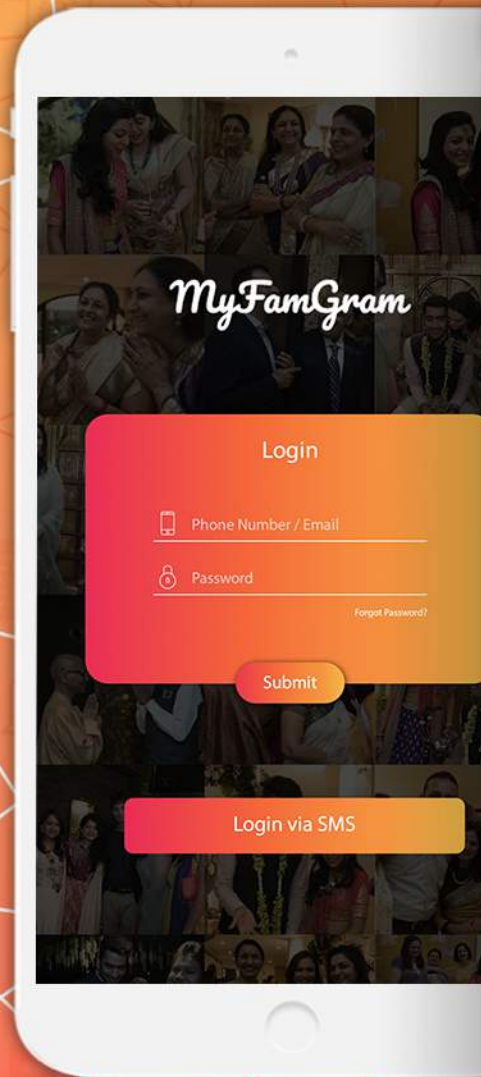 MyFamGram
Login
Phone Number / Email
Password
Forgot Password?
Submit
Login via SMS